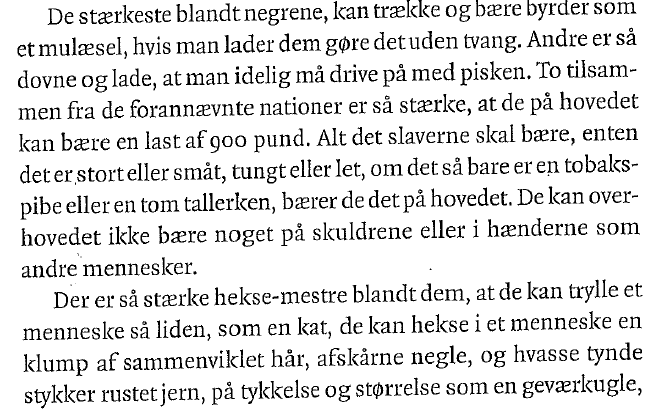 De stærkeste blandt negrene, kan trække og bære byrder som
et mulæsel, hvis man lader dem gøre det uden tvang. Andre er så
dovne og lade, at man idelig må drive på med pisken. To tilsam-
men fra de forannævnte nationer er så stærke, at de på hovedet
kan bære en last af 900 pund. Alt det slaverne skal bære, enten
det er stort eller småt, tungt eller let, om det så bare er en tobaks-
pibe eller en tom tallerken, bærer de det på hovedet. De kan over-
hovedet ikke bære noget på skuldrene eller i hænderne som
andre mennesker.
Der er så stærke hekse-mestre blandt dem, at de kan trylle et
menneske så liden, som en kat, de kan hekse i et menneske en
klump af sammenviklet hår, afskårne negle, og hvasse tynde
stykker rustet jern, på tykkelse og størrelse som en geværkugle,